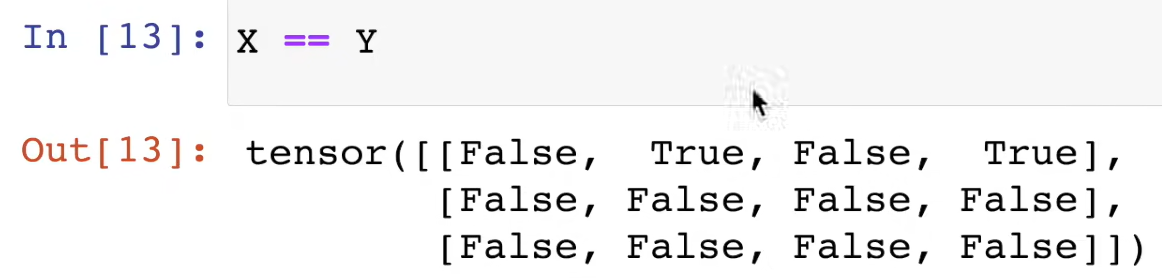 In [13]: X == Y
Out[13]: tensor([[False,  True, False,  True],
[False, False, False, False],
[False, False, False, False]])